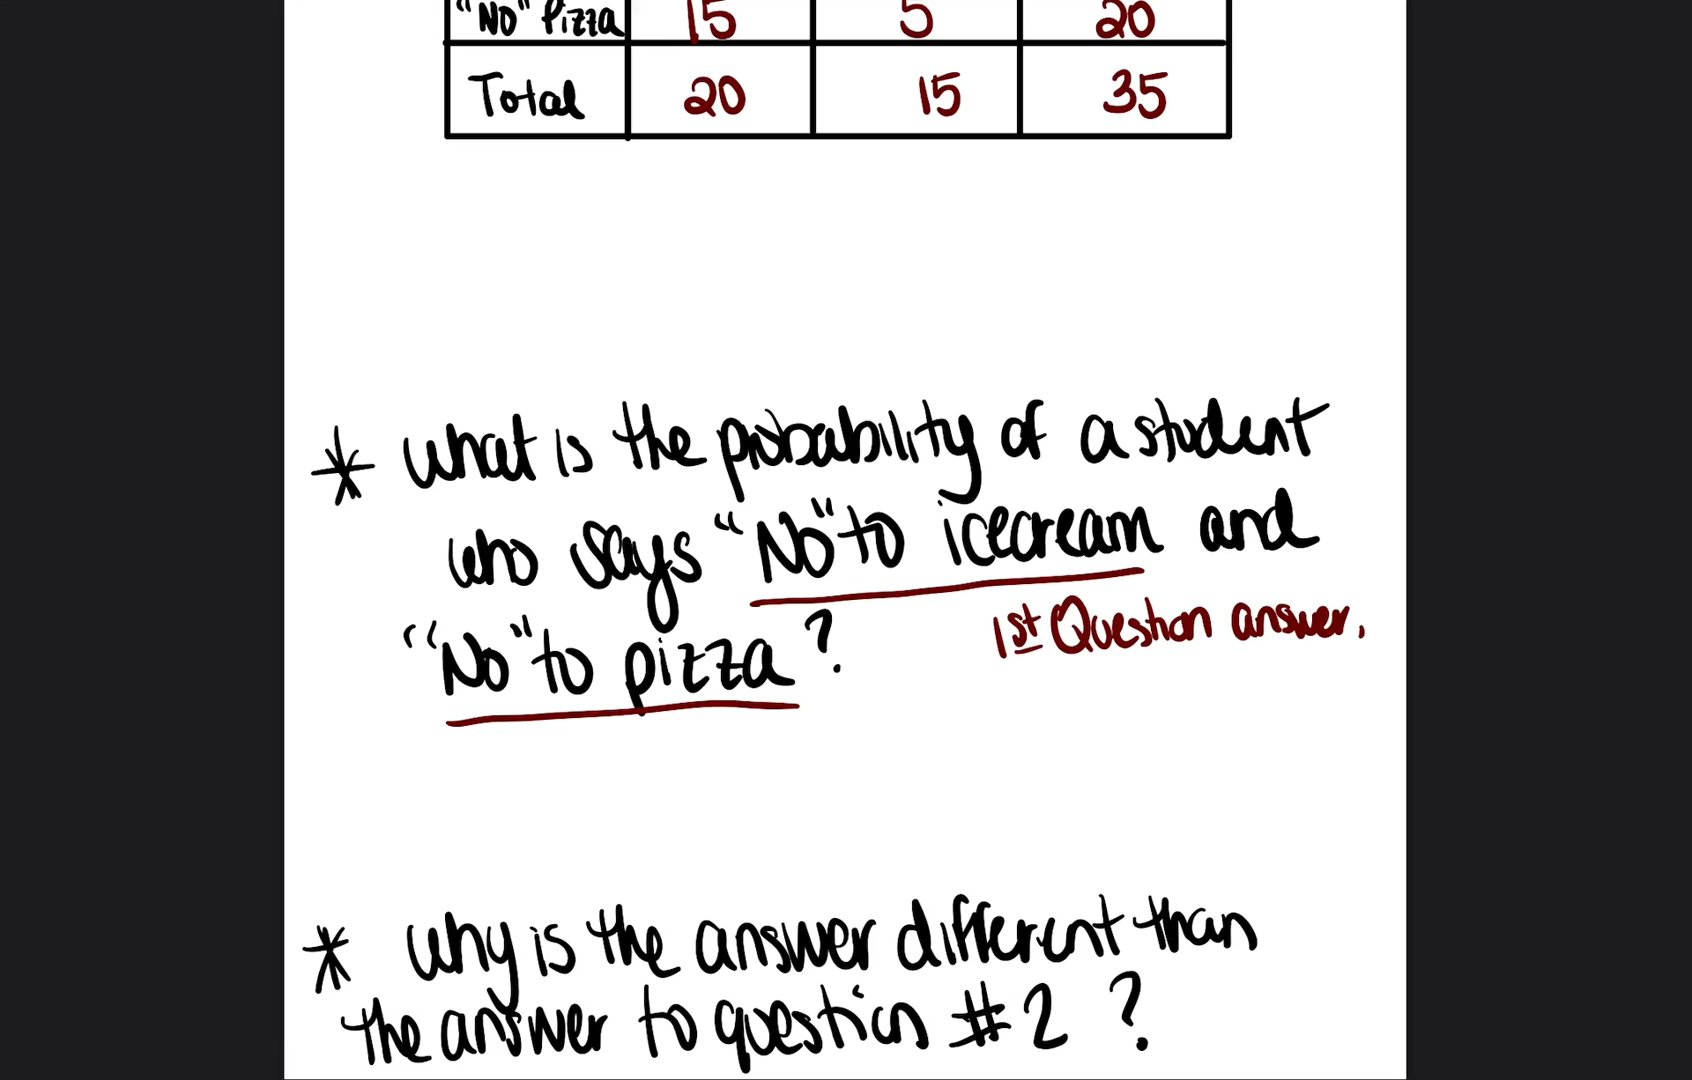 "No" Pizza 15 5 20
Total 20 15 35
* what is the probability of a student
who says "No" to icecream and
"No" to pizza? 1st Question answer.
* why is the answer different than
the answer to question #2 ?